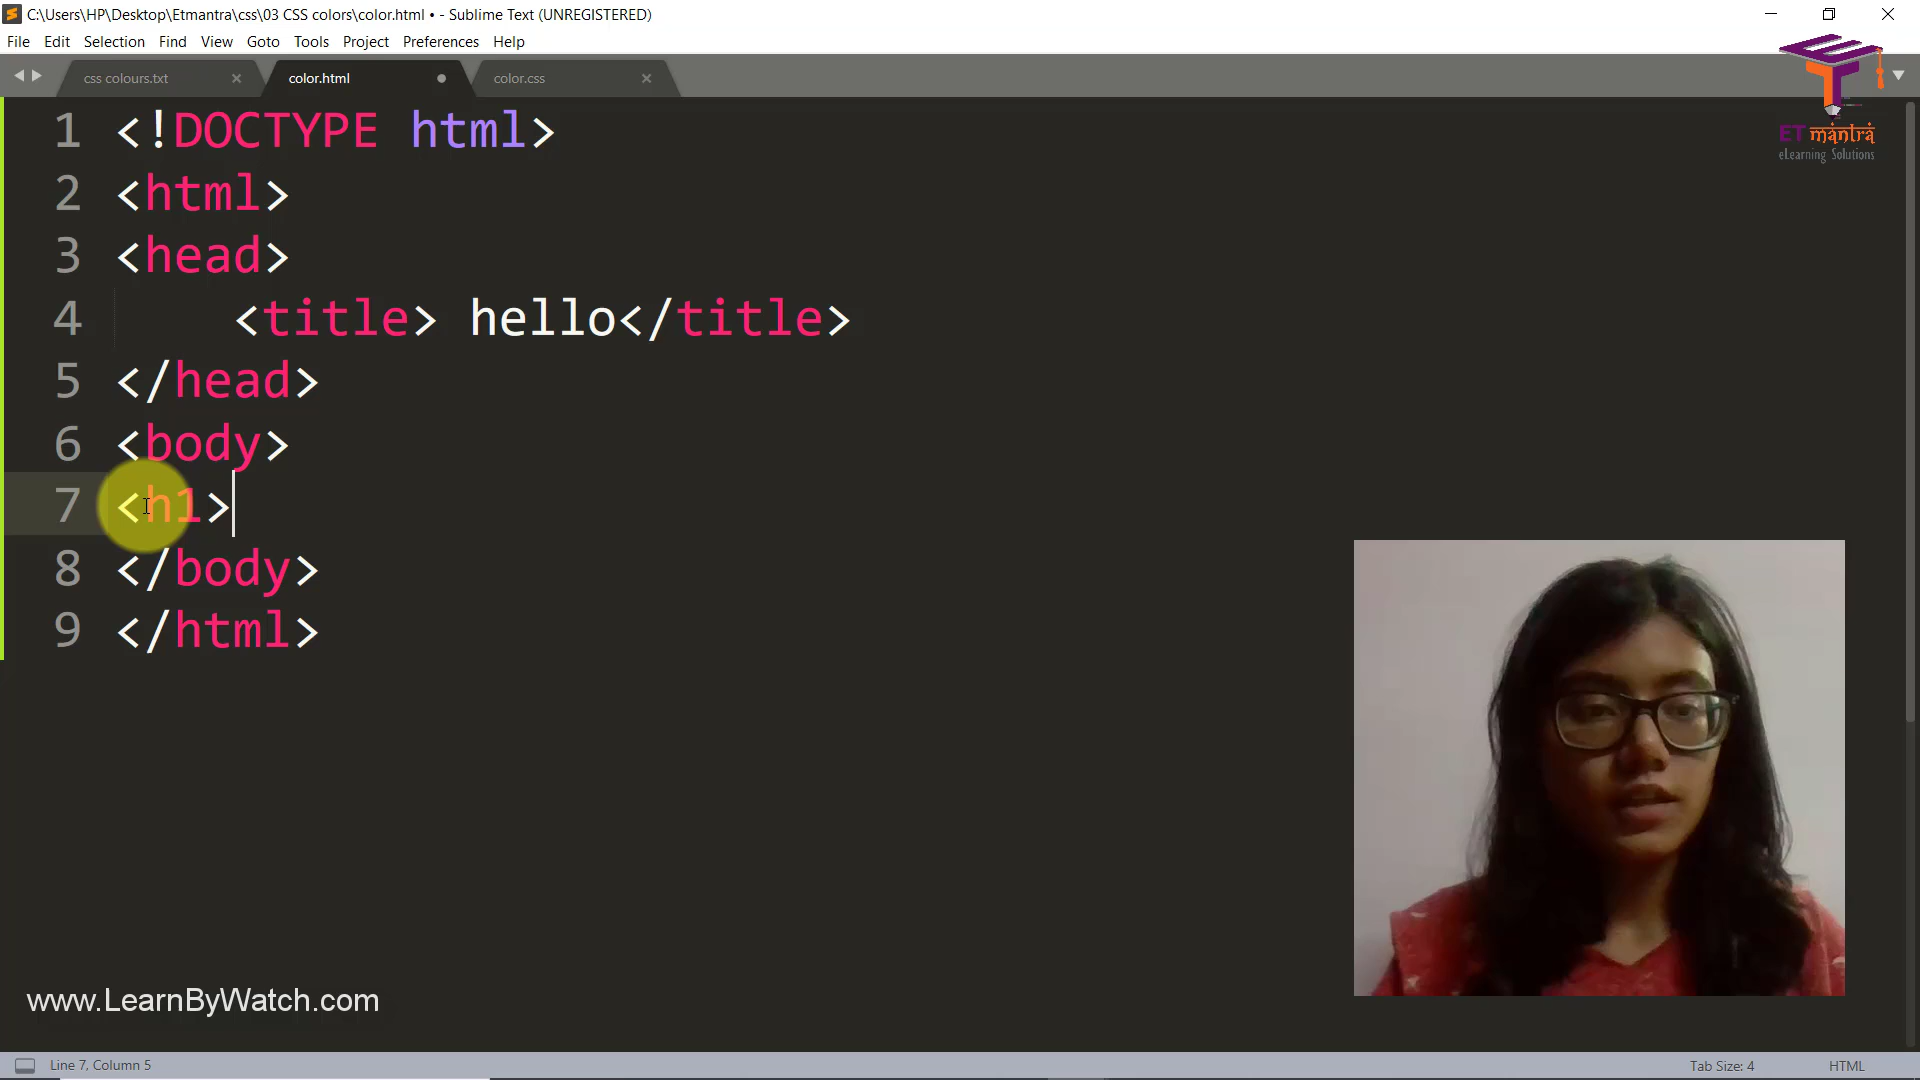 C:\Users\HP\Desktop\Etmantra\css\03 CSS colors\color.html • - Sublime Text (UNREGISTERED)
File Edit Selection Find View Goto Tools Project Preferences Help
css colours.txt color.html color.css
1 <!DOCTYPE html>
2 <html>
3 <head>
4 <title> hello</title>
5 </head>
6 <body>
7 <h1>
8 </body>
9 </html>
ET mantra
eLearning Solutions
www.LearnByWatch.com
Line 7, Column 5 Tab Size: 4 HTML